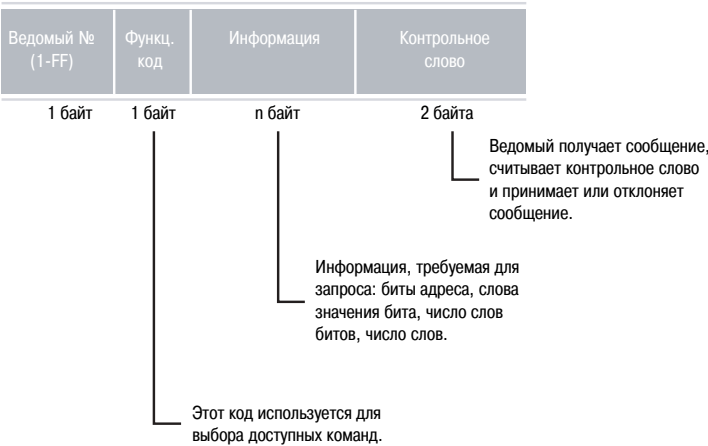 Ведомый № (1-FF)
Функц. код
Информация
Контрольное слово
1 байт
1 байт
n байт
2 байта
Ведомый получает сообщение,
считывает контрольное слово
и принимает или отклоняет
сообщение.
Информация, требуемая для
запроса: биты адреса, слова
значения бита, число слов
битов, число слов.
Этот код используется для
выбора доступных команд.